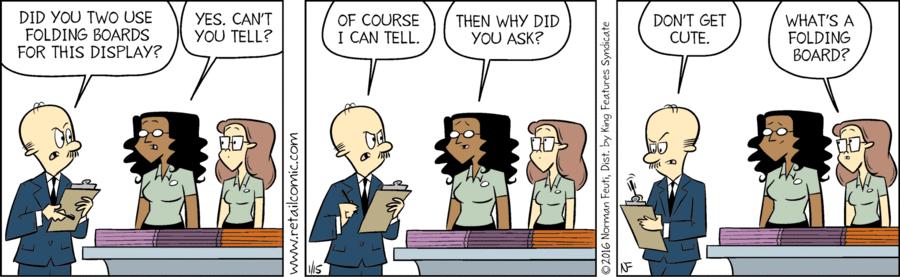 DID YOU TWO USE
FOLDING BOARDS
FOR THIS DISPLAY?
YES. CAN'T
YOU TELL?
www.retailcomic.com
OF COURSE
I CAN TELL.
THEN WHY DID
YOU ASK?
1/15
©2016 Norman Feuti, Dist. by King Features Syndicate
DON'T GET
CUTE.
WHAT'S A
FOLDING
BOARD?
NF